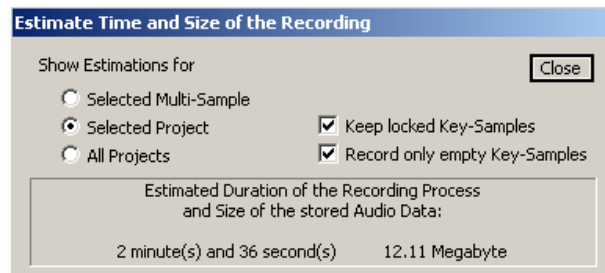 Estimate Time and Size of the Recording
Show Estimations for
Close
Selected Multi-Sample
Selected Project
Keep locked Key-Samples
All Projects
Record only empty Key-Samples
Estimated Duration of the Recording Process
and Size of the stored Audio Data:
2 minute(s) and 36 second(s) 12.11 Megabyte